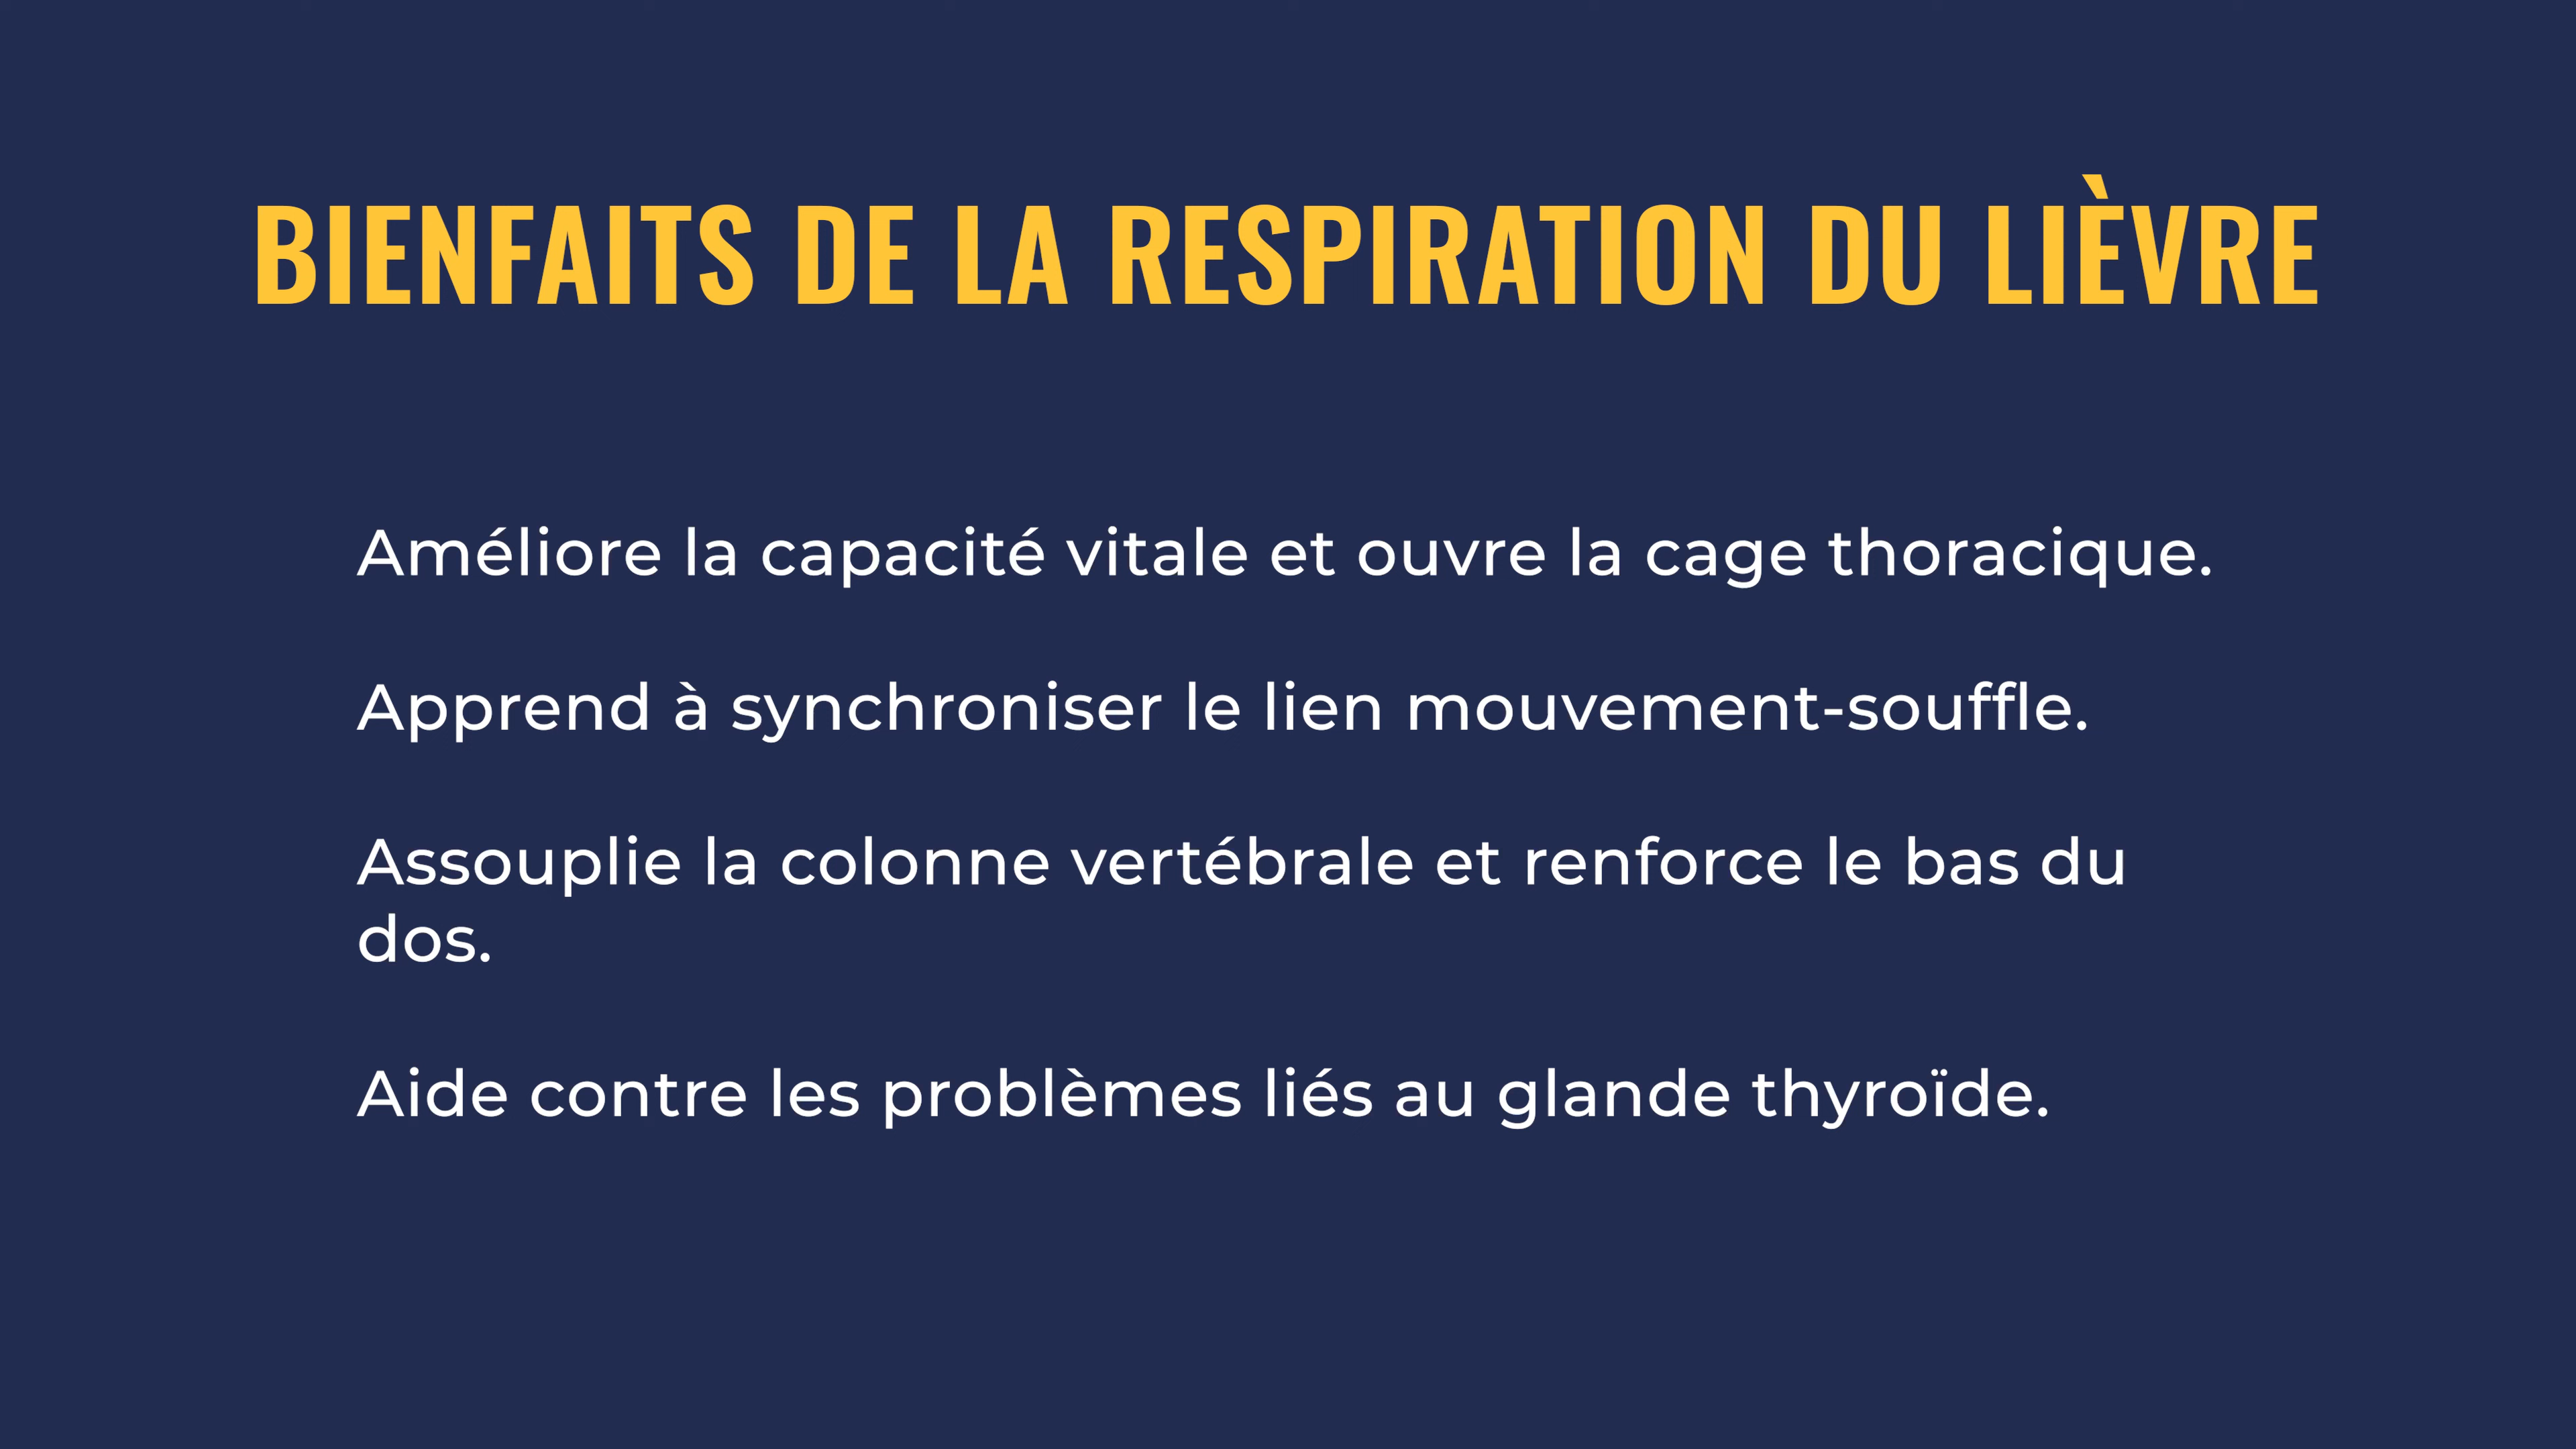 BIENFAITS DE LA RESPIRATION DU LIÈVRE
Améliore la capacité vitale et ouvre la cage thoracique.
Apprend à synchroniser le lien mouvement-souffle.
Assouplie la colonne vertébrale et renforce le bas du
dos.
Aide contre les problèmes liés au glande thyroïde.